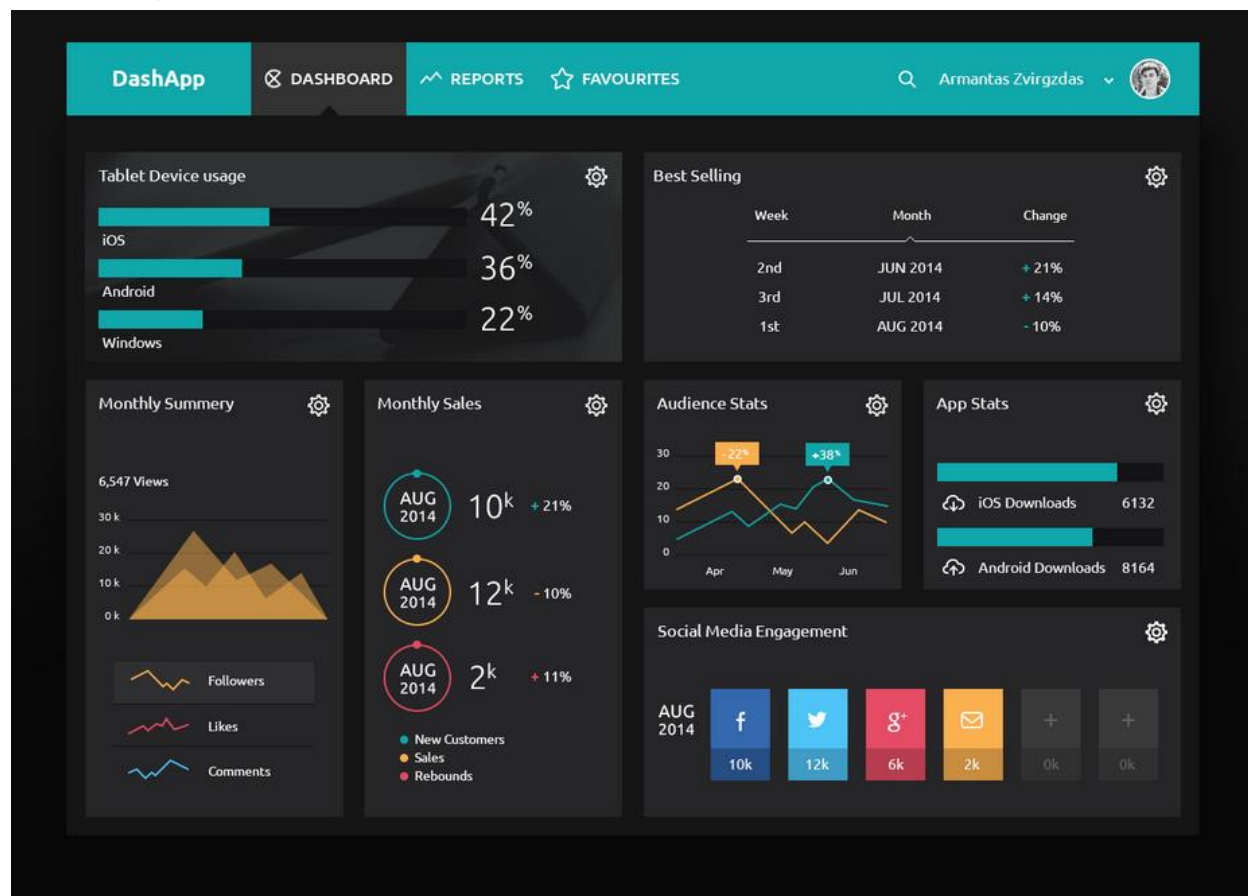 DashApp
DASHBOARD
REPORTS
FAVOURITES
Armantas Zvirgzdas
Tablet Device usage
42%
iOS
36%
Android
22%
Windows
Best Selling
Week Month Change
2nd JUN 2014 + 21%
3rd JUL 2014 + 14%
1st AUG 2014 - 10%
Monthly Summery
6,547 Views
30 k
20 k
10 k
0 k
Followers
Likes
Comments
Monthly Sales
AUG
2014
10k + 21%
AUG
2014
12k - 10%
AUG
2014
2k + 11%
New Customers
Sales
Rebounds
Audience Stats
-22%
+38%
30
20
10
0
Apr May Jun
App Stats
iOS Downloads 6132
Android Downloads 8164
Social Media Engagement
AUG
2014
f
g+
+ +
10k 12k 6k 2k 0k 0k